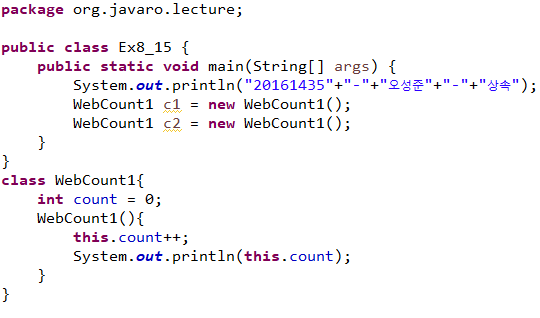 package org.javaro.lecture;
public class Ex8_15 {
public static void main(String[] args) {
System.out.println("20161435"+"-"+"오성준"+"-"+"상속");
WebCount1 c1 = new WebCount1();
WebCount1 c2 = new WebCount1();
}
}
class WebCount1{
int count = 0;
WebCount1(){
this.count++;
System.out.println(this.count);
}
}